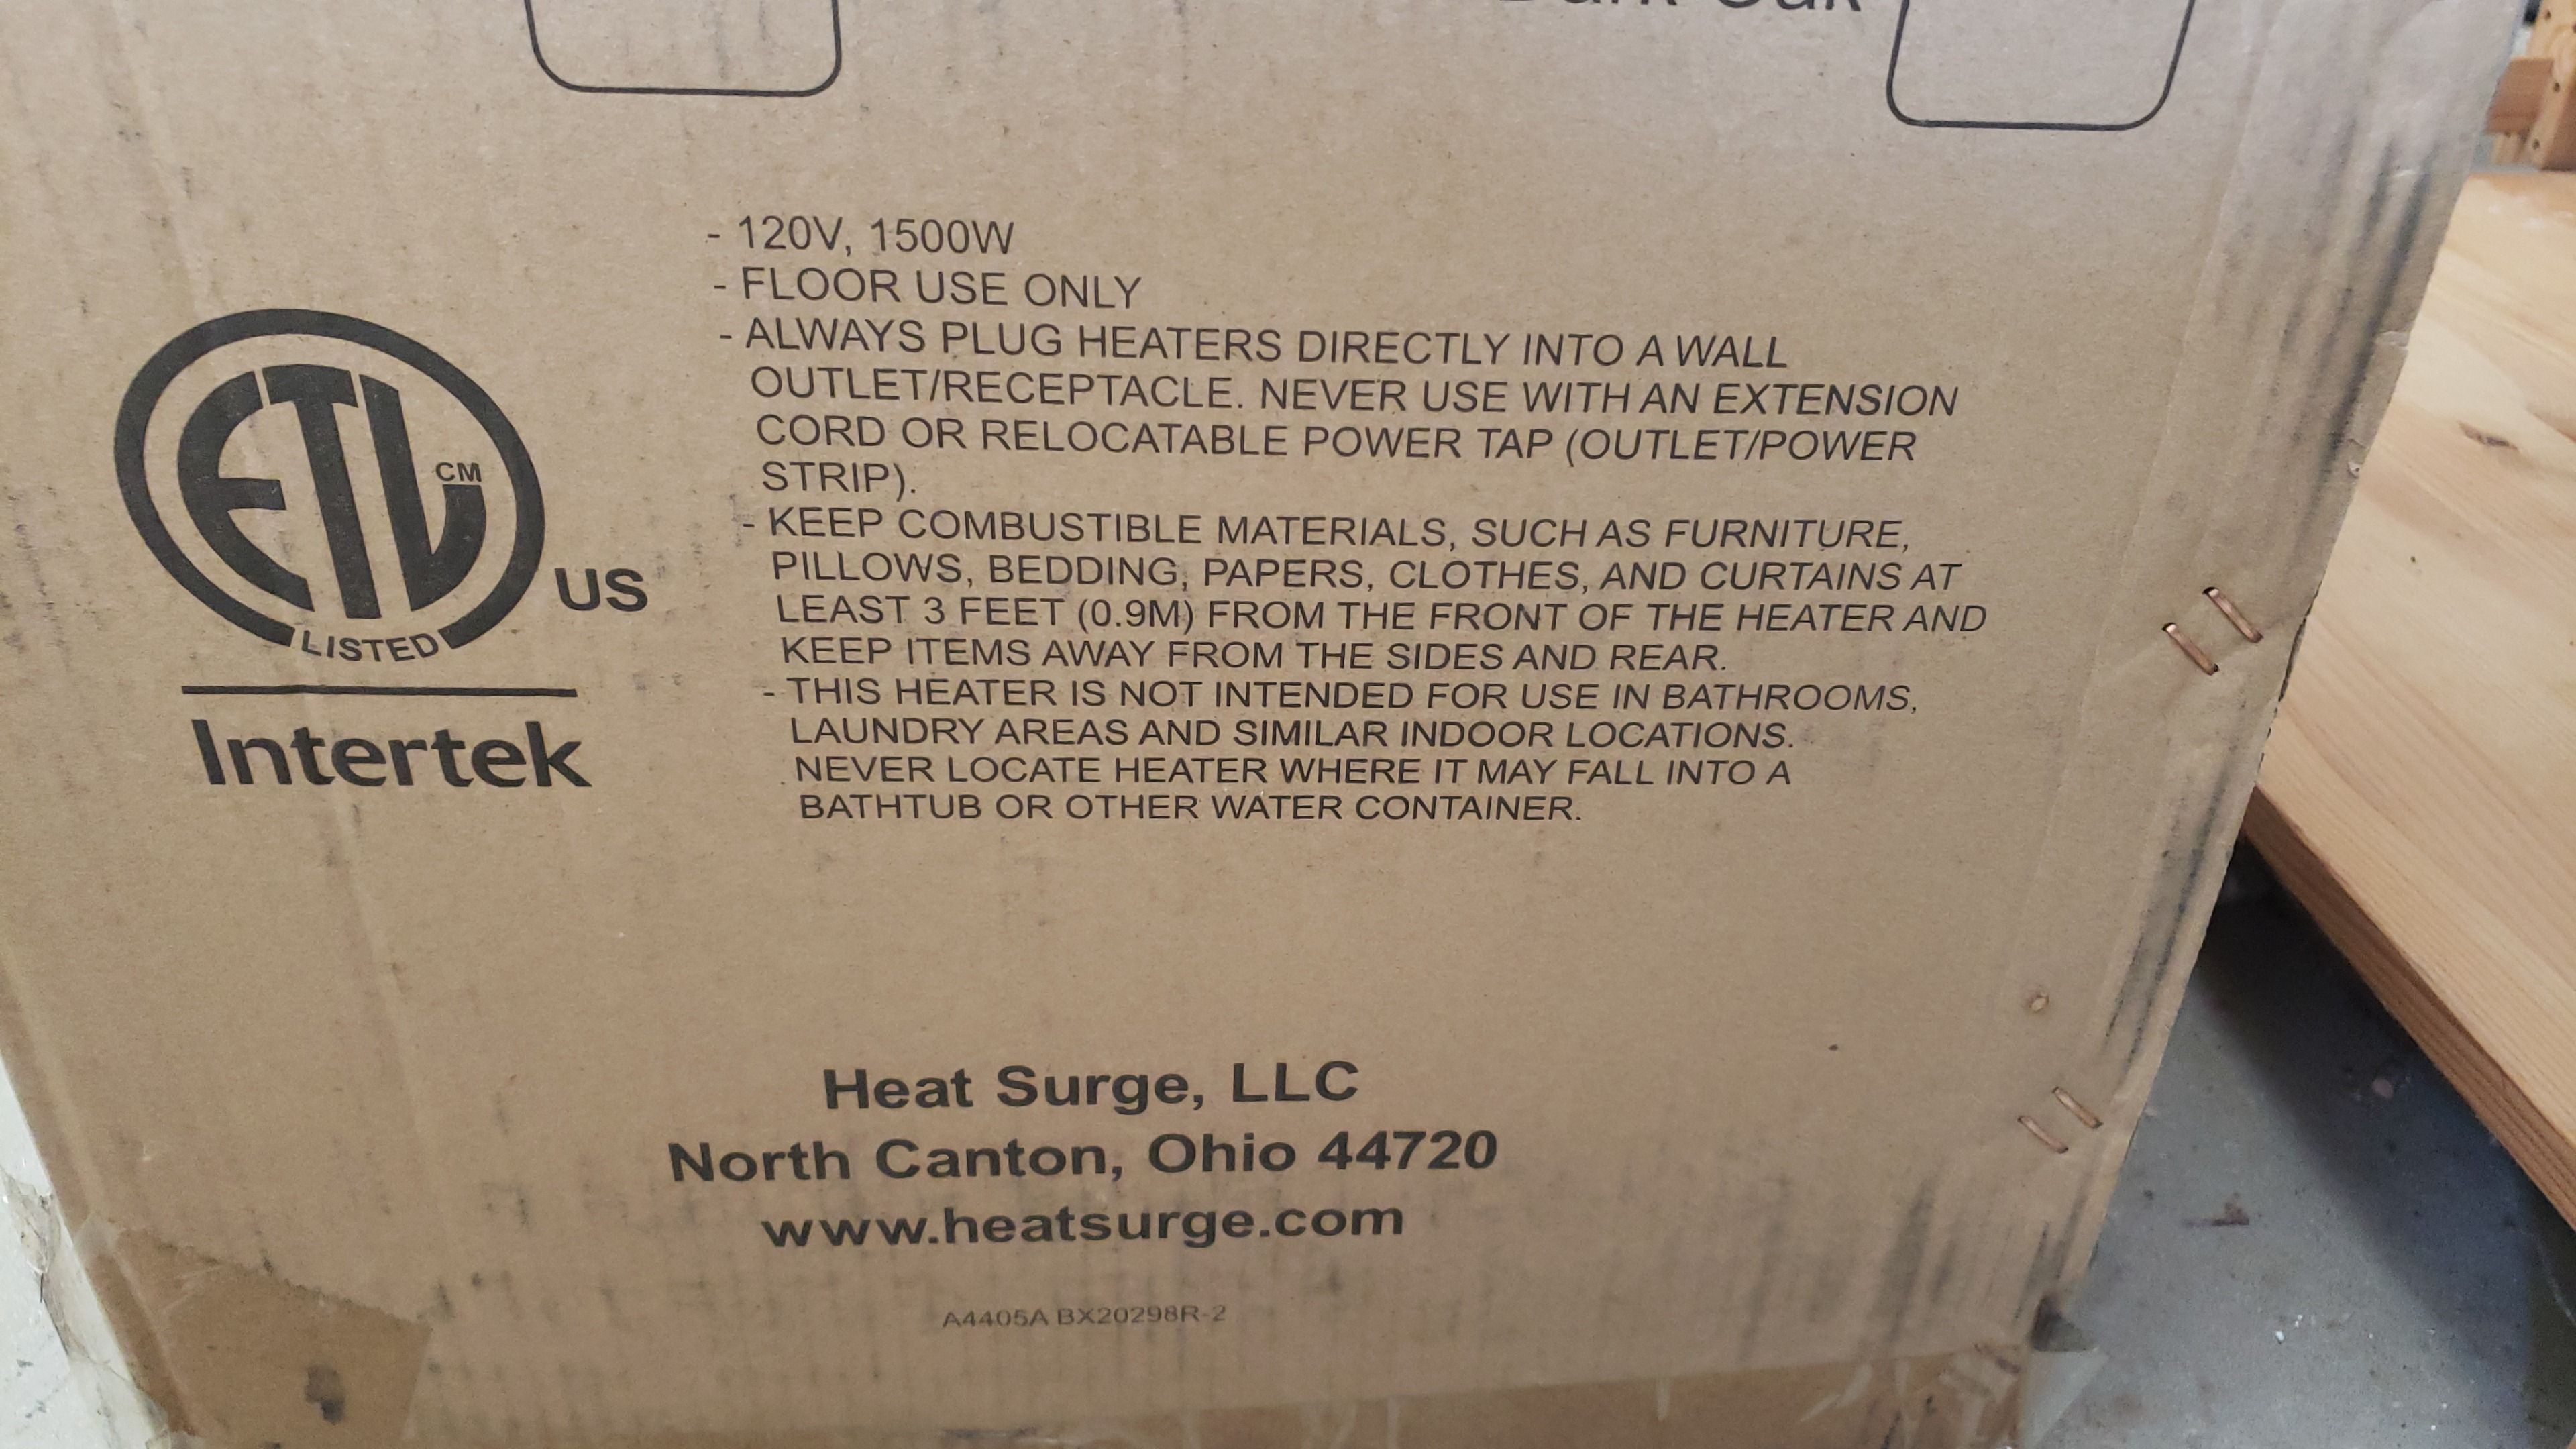 Dark Oak
- 120V, 1500W
- FLOOR USE ONLY
- ALWAYS PLUG HEATERS DIRECTLY INTO A WALL
OUTLET/RECEPTACLE. NEVER USE WITH AN EXTENSION
CORD OR RELOCATABLE POWER TAP (OUTLET/POWER
STRIP).
- KEEP COMBUSTIBLE MATERIALS, SUCH AS FURNITURE,
PILLOWS, BEDDING, PAPERS, CLOTHES, AND CURTAINS AT
LEAST 3 FEET (0.9M) FROM THE FRONT OF THE HEATER AND
KEEP ITEMS AWAY FROM THE SIDES AND REAR.
- THIS HEATER IS NOT INTENDED FOR USE IN BATHROOMS,
LAUNDRY AREAS AND SIMILAR INDOOR LOCATIONS.
NEVER LOCATE HEATER WHERE IT MAY FALL INTO A
BATHTUB OR OTHER WATER CONTAINER.
ETL CM
US
LISTED
Intertek
Heat Surge, LLC
North Canton, Ohio 44720
www.heatsurge.com
A4405A BX20298R-2